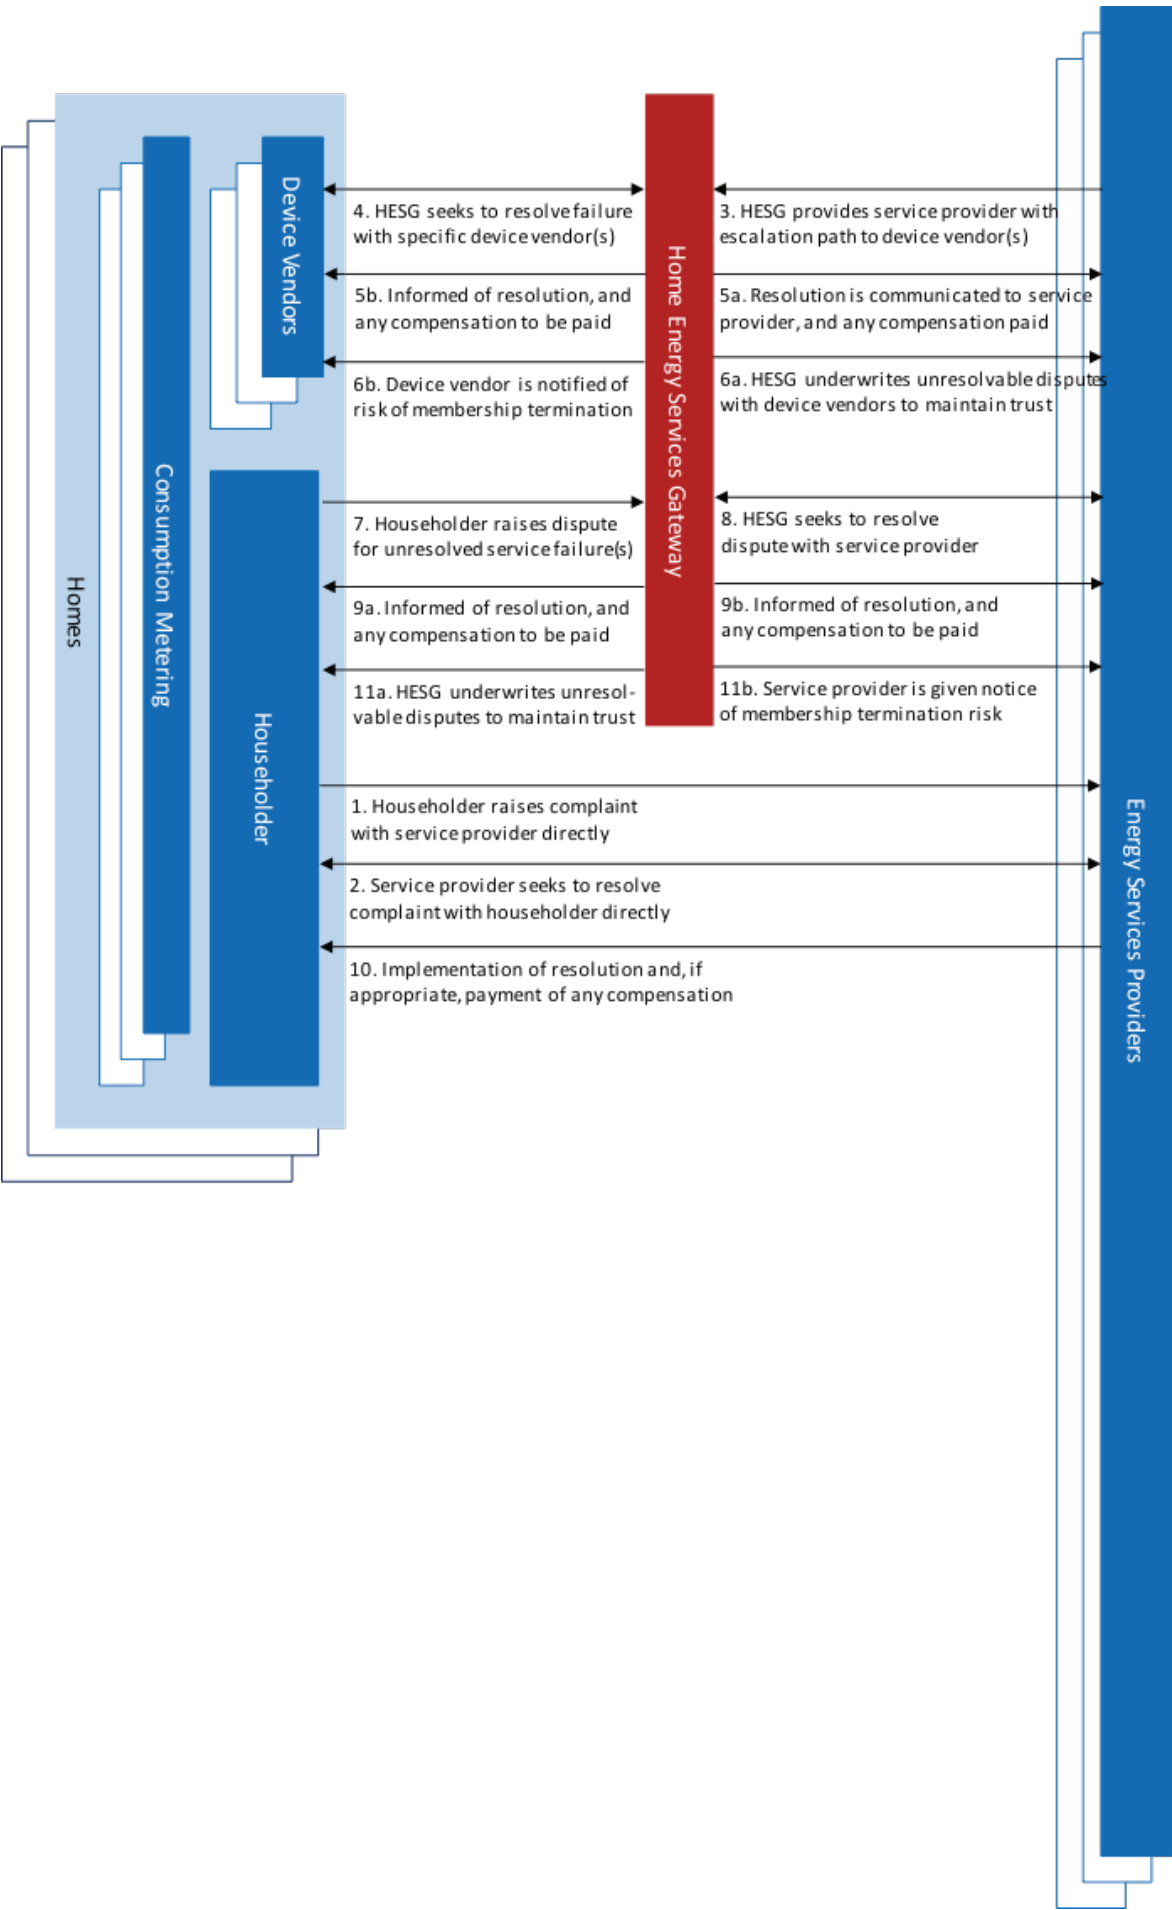 Homes
Consumption Metering
Device Vendors
Householder
Home Energy Services Gateway
Energy Services Providers
4. HESG seeks to resolve failure
with specific device vendor(s)
3. HESG provides service provider with
escalation path to device vendor(s)
5b. Informed of resolution, and
any compensation to be paid
5a. Resolution is communicated to service
provider, and any compensation paid
6b. Device vendor is notified of
risk of membership termination
6a. HESG underwrites unresolvable disputes
with device vendors to maintain trust
7. Householder raises dispute
for unresolved service failure(s)
8. HESG seeks to resolve
dispute with service provider
9a. Informed of resolution, and
any compensation to be paid
9b. Informed of resolution, and
any compensation to be paid
11a. HESG underwrites unresol-
vable disputes to maintain trust
11b. Service provider is given notice
of membership termination risk
1. Householder raises complaint
with service provider directly
2. Service provider seeks to resolve
complaint with householder directly
10. Implementation of resolution and, if
appropriate, payment of any compensation